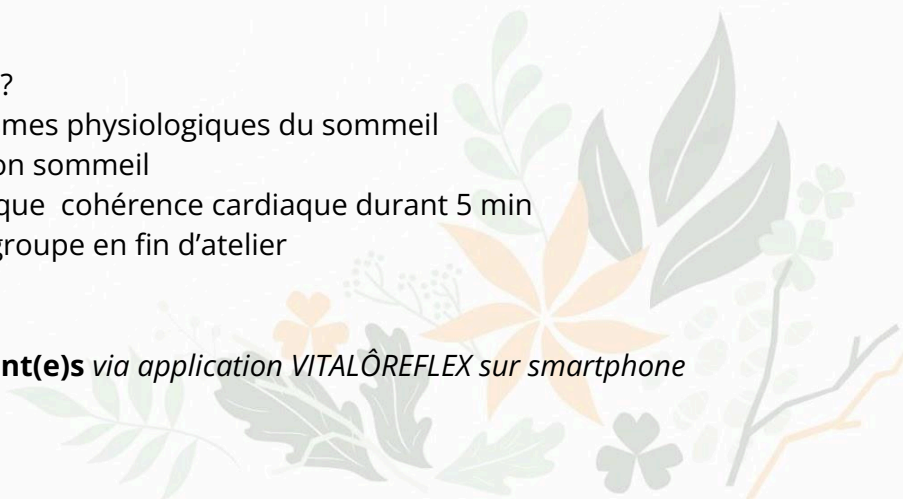 ?
mes physiologiques du sommeil
on sommeil
que cohérence cardiaque durant 5 min
groupe en fin d'atelier
nt(e)s via application VITALÔREFLEX sur smartphone